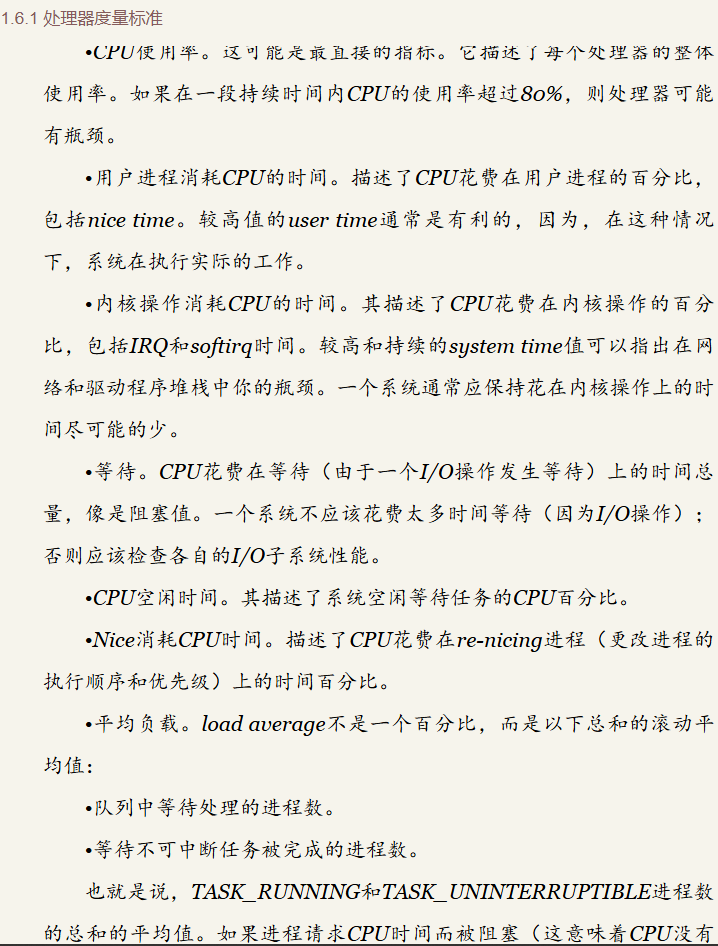 1.6.1 处理器度量标准
•CPU使用率。这可能是最直接的指标。它描述了每个处理器的整体
使用率。如果在一段持续时间内CPU的使用率超过80%，则处理器可能
有瓶颈。
•用户进程消耗CPU的时间。描述了CPU花费在用户进程的百分比，
包括nice time。较高值的user time通常是有利的，因为，在这种情况
下，系统在执行实际的工作。
•内核操作消耗CPU的时间。其描述了CPU花费在内核操作的百分
比，包括IRQ和softirq时间。较高和持续的system time值可以指出在网
络和驱动程序堆栈中你的瓶颈。一个系统通常应保持花在内核操作上的时
间尽可能的少。
•等待。CPU花费在等待（由于一个I/O操作发生等待）上的时间总
量，像是阻塞值。一个系统不应该花费太多时间等待（因为I/O操作）；
否则应该检查各自的I/O子系统性能。
•CPU空闲时间。其描述了系统空闲等待任务的CPU百分比。
•Nice消耗CPU时间。描述了CPU花费在re-nicing进程（更改进程的
执行顺序和优先级）上的时间百分比。
•平均负载。load average不是一个百分比，而是以下总和的滚动平
均值：
•队列中等待处理的进程数。
•等待不可中断任务被完成的进程数。
也就是说，TASK_RUNNING和TASK_UNINTERRUPTIBLE进程数
的总和的平均值。如果进程请求CPU时间而被阻塞（这意味着CPU没有